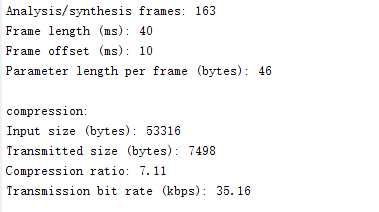 Analysis/synthesis frames: 163
Frame length (ms): 40
Frame offset (ms): 10
Parameter length per frame (bytes): 46
compression:
Input size (bytes): 53316
Transmitted size (bytes): 7498
Compression ratio: 7.11
Transmission bit rate (kbps): 35.16